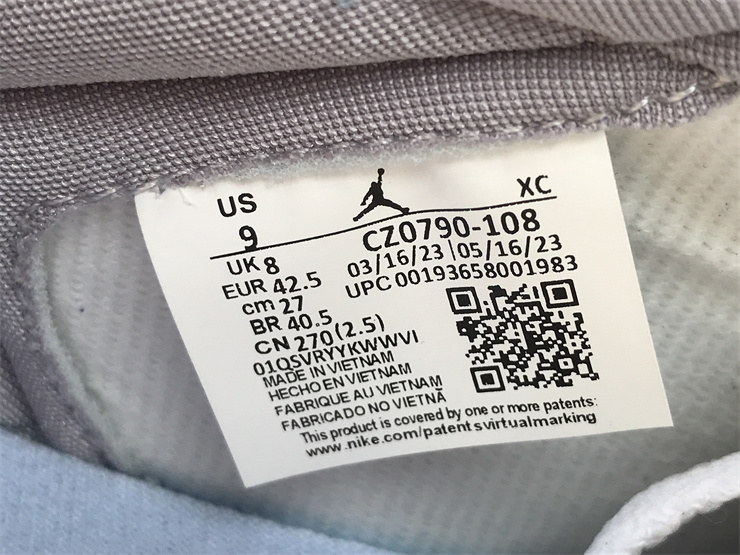 US XC
9 CZ0790-108
UK 8 03/16/23 | 05/16/23
EUR 42.5 UPC 00193658001983
cm 27
BR 40.5
CN 270 (2.5)
01QSVRYYKWWVI
MADE IN VIETNAM
HECHO EN VIETNAM
FABRIQUE AU VIETNAM
FABRICADO NO VIETNÃ
This product is covered by one or more patents:
www.nike.com/patentsvirtualmarking